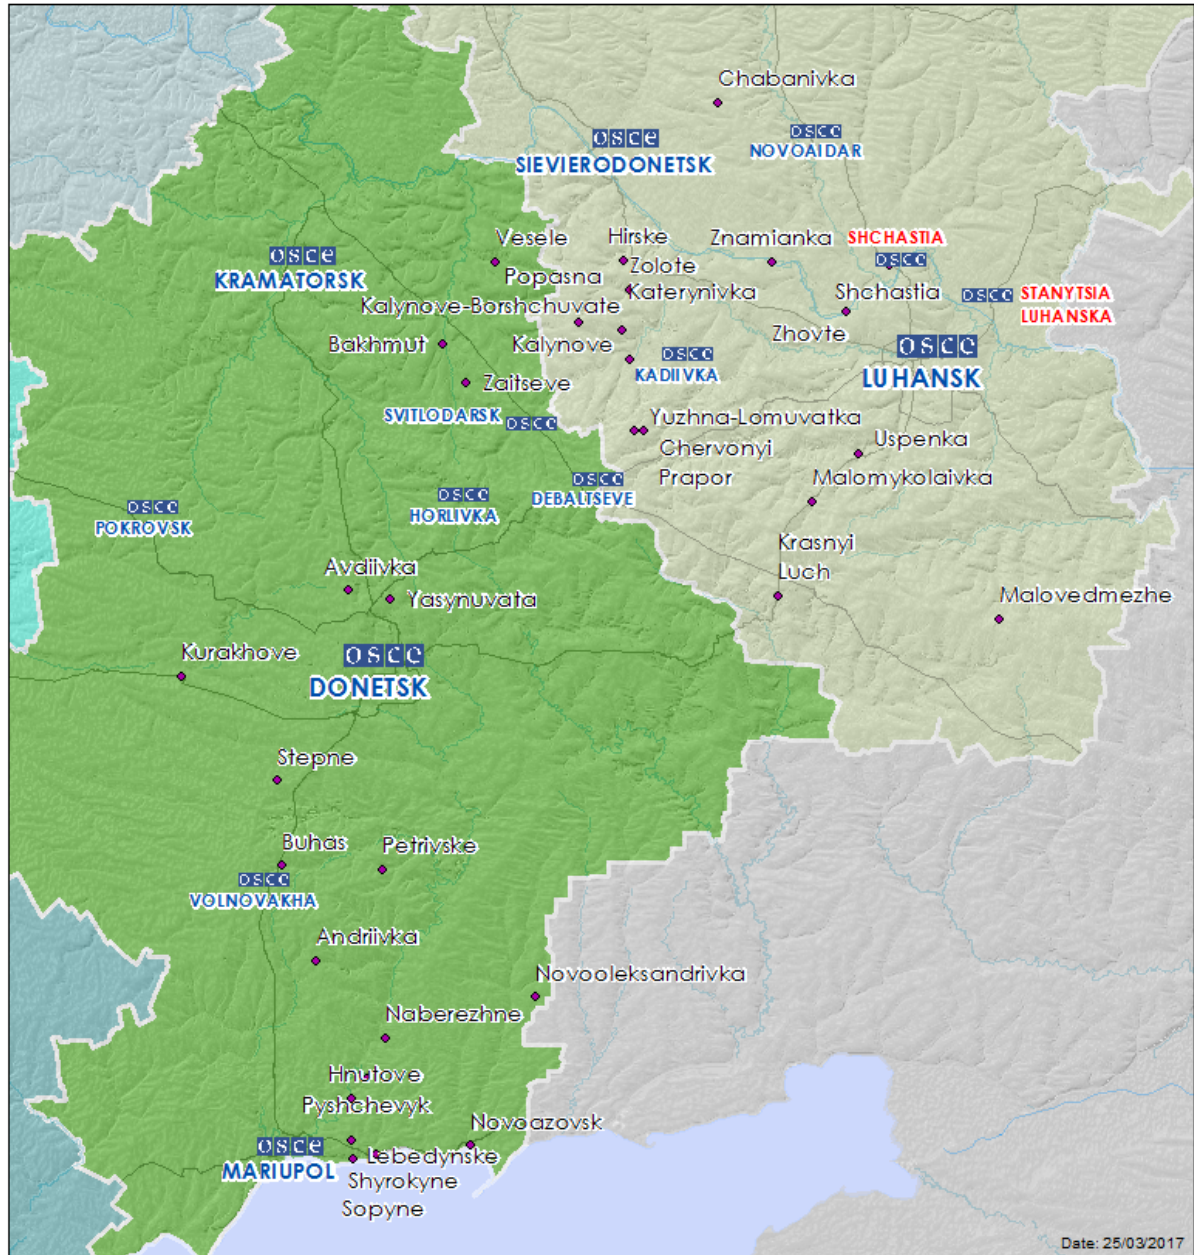 Chabanivka
osce
NOVOAIDAR
osce
SIEVIERODONETSK
Vesele
Hirske
Znamianka
SHCHASTIA
osce
osce
KRAMATORSK
Popasna
Zolote
Katerynivka
Shchastia
osce
STANYTSIA
LUHANSKA
Kalynove-Borshchuvate
Zhovte
Bakhmut
Kalynove
osce
KADIIVKA
osce
LUHANSK
Zaitseve
SVITLODARSK
osce
Yuzhna-Lomuvatka
Chervonyi
Prapor
Uspenka
Malomykolaivka
osce
DEBALTSEVE
osce
HORLIVKA
osce
POKROVSK
Krasnyi
Luch
Avdiivka
Yasynuvata
Malovedmezhe
Kurakhove
osce
DONETSK
Stepne
Buhas
Petrivske
osce
VOLNOVAKHA
Andriivka
Novooleksandrivka
Naberezhne
Hnutove
Pyshchevyk
Novoazovsk
osce
MARIUPOL
Lebedynske
Shyrokyne
Sopyne
Date: 25/03/2017